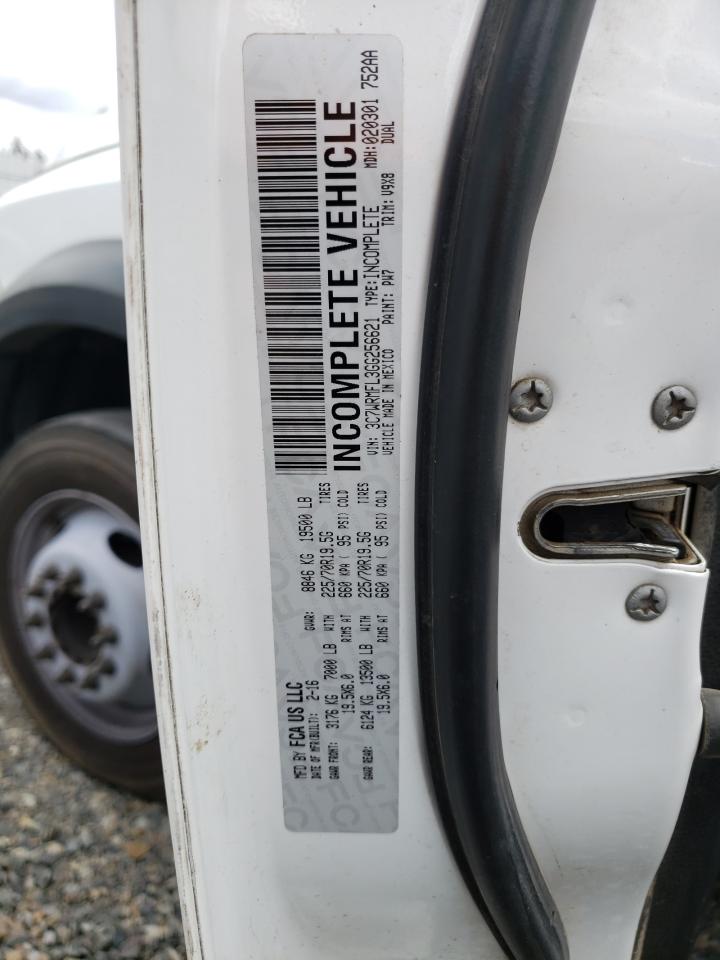 MFD BY FCA US LLC
DATE OF MFR(BUILT): 2-16
GVWR: 8846 KG 19500 LB
GAWR FRONT: 3176 KG 7000 LB WITH 225/70R19.5G TIRES
19.5X6.0 RIMS AT 660 KPA ( 95 PSI) COLD
GAWR REAR: 6124 KG 13500 LB WITH 225/70R19.5G TIRES
19.5X6.0 RIMS AT 660 KPA ( 95 PSI) COLD
INCOMPLETE VEHICLE
VIN: 3C7WRMFL3GG256621 TYPE:INCOMPLETE MDH:020301 752AA
VEHICLE MADE IN MEXICO PAINT: PW7 TRIM: V9X8 DUAL